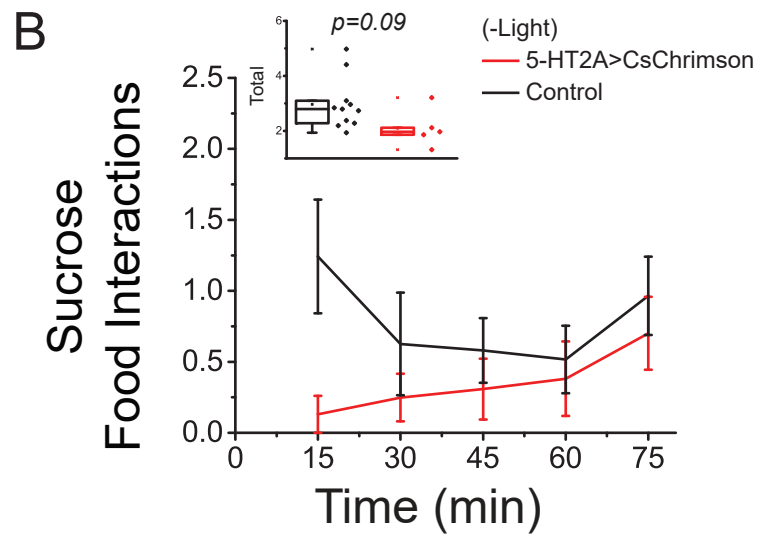 B
p=0.09
6
4
2
Total
(-Light)
5-HT2A>CsChrimson
Control
Sucrose
Food Interactions
2.5
2.0
1.5
1.0
0.5
0.0
0 15 30 45 60 75
Time (min)